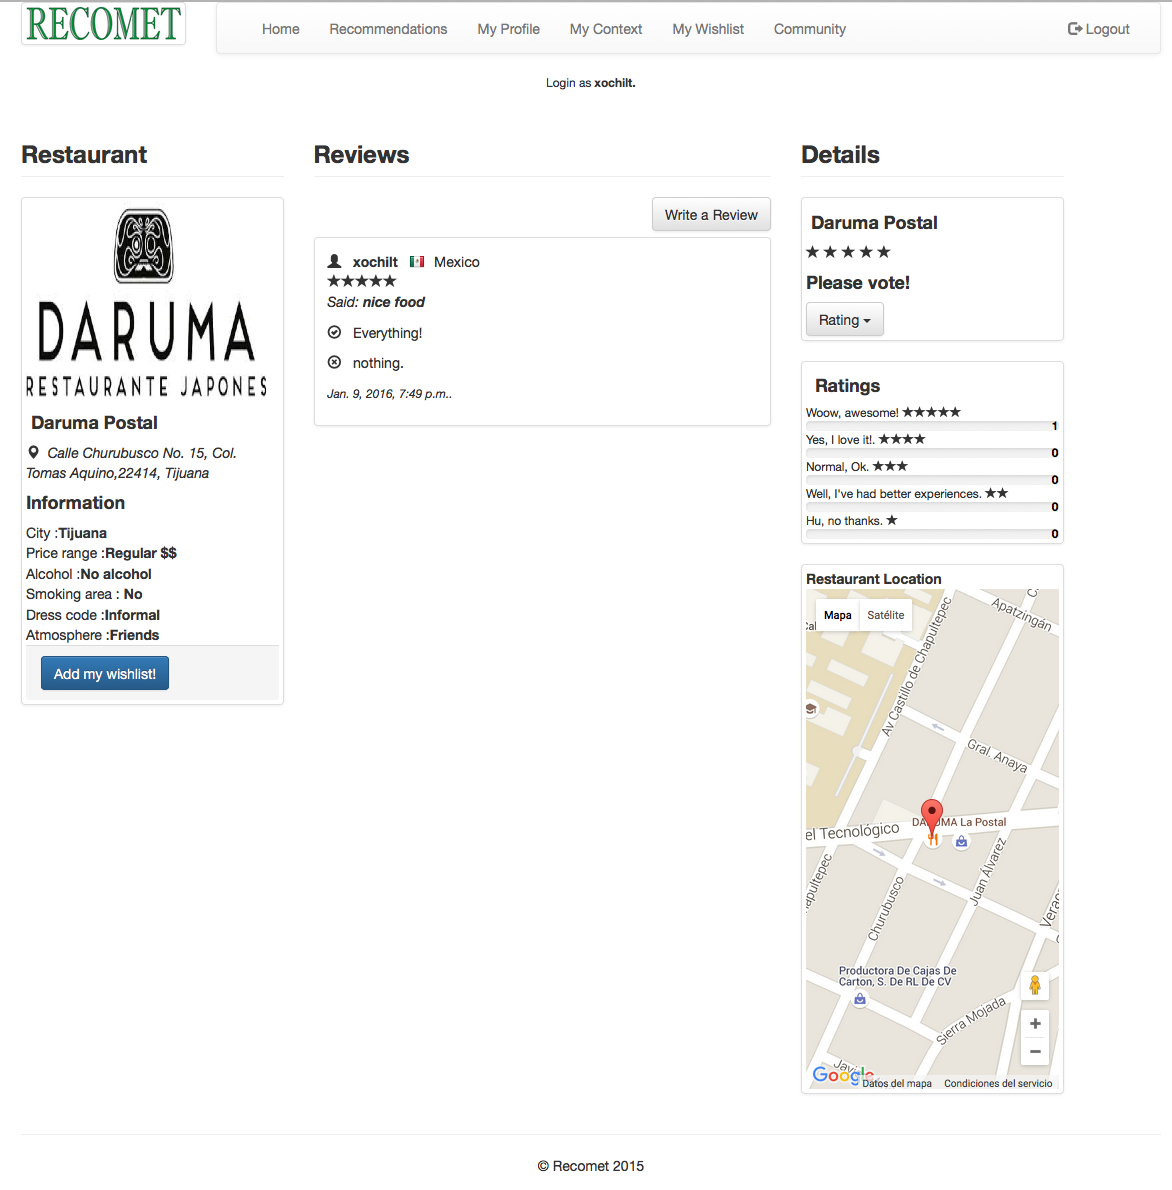 RECOMET
Home Recommendations My Profile My Context My Wishlist Community Logout
Login as xochilt.
Restaurant
DARUMA
RESTAURANTE JAPONES
Daruma Postal
Calle Churubusco No. 15, Col.
Tomas Aquino,22414, Tijuana
Information
City :Tijuana
Price range :Regular $$
Alcohol :No alcohol
Smoking area : No
Dress code :Informal
Atmosphere :Friends
Add my wishlist!
Reviews
Write a Review
xochilt Mexico
★★★★★
Said: nice food
Everything!
nothing.
Jan. 9, 2016, 7:49 p.m..
Details
Daruma Postal
★★★★★
Please vote!
Rating
Ratings
Woow, awesome! ★★★★★
1
Yes, I love it!. ★★★★
0
Normal, Ok. ★★★
0
Well, I've had better experiences. ★★
0
Hu, no thanks. ★
0
Restaurant Location
Mapa Satélite
Apatzingán
Av Castillo de Chapultepec
Gral. Anaya
DARUMA La Postal
el Tecnológico
Juan Álvarez
Churubusco
Productora De Cajas De
Carton, S. De RL De CV
Sierra Mojada
+
−
Google
Datos del mapa Condiciones del servicio
© Recomet 2015